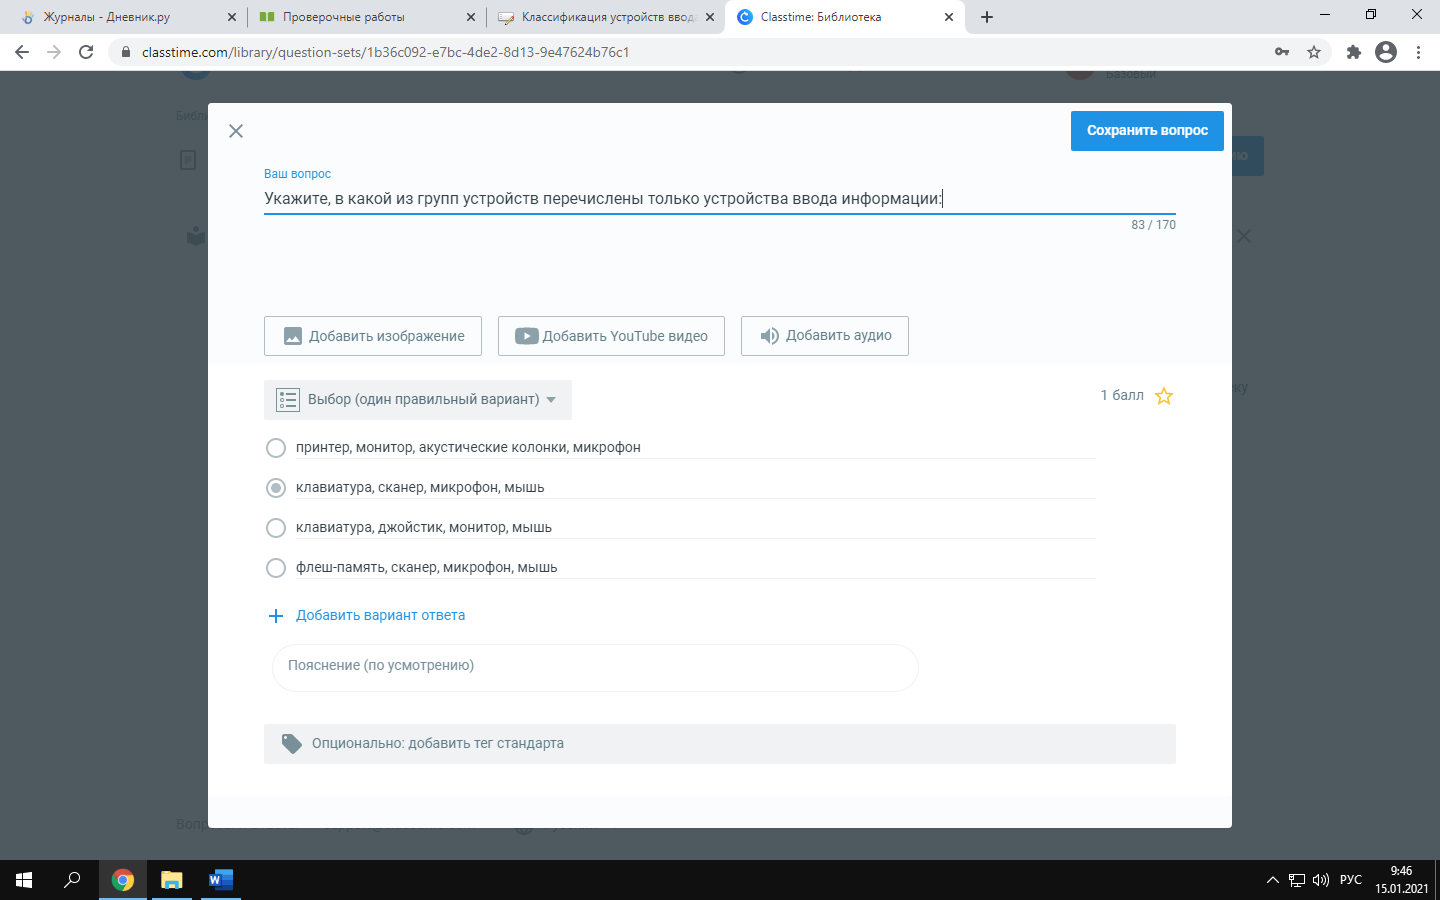 Журналы - Дневник.ру
Проверочные работы
Классификация устройств ввода
Classtime: Библиотека
classtime.com/library/question-sets/1b36c092-e7bc-4de2-8d13-9e47624b76c1
Базовый
Сохранить вопрос
Ваш вопрос
Укажите, в какой из групп устройств перечислены только устройства ввода информации:
83 / 170
Добавить изображение
Добавить YouTube видео
Добавить аудио
Выбор (один правильный вариант)
1 балл
принтер, монитор, акустические колонки, микрофон
клавиатура, сканер, микрофон, мышь
клавиатура, джойстик, монитор, мышь
флеш-память, сканер, микрофон, мышь
Добавить вариант ответа
Пояснение (по усмотрению)
Опционально: добавить тег стандарта
РУС
9:46
15.01.2021